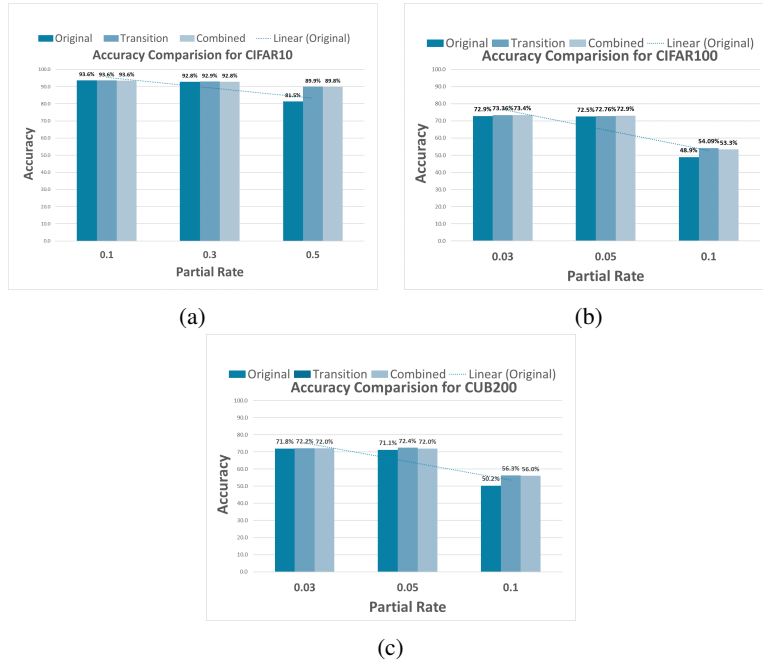 Original Transition Combined Linear (Original)
Accuracy Comparision for CIFAR10
100.0
90.0
80.0
70.0
60.0
50.0
40.0
30.0
20.0
10.0
0.0
Accuracy
93.6% 93.6% 93.6%
92.8% 92.9% 92.8%
81.5% 89.9% 89.8%
0.1 0.3 0.5
Partial Rate
(a)
Original Transition Combined Linear (Original)
Accuracy Comparision for CIFAR100
100.0
90.0
80.0
70.0
60.0
50.0
40.0
30.0
20.0
10.0
0.0
Accuracy
72.9% 73.36% 73.4%
72.5% 72.76% 72.9%
48.9% 54.09% 53.3%
0.03 0.05 0.1
Partial Rate
(b)
Original Transition Combined Linear (Original)
Accuracy Comparision for CUB200
100.0
90.0
80.0
70.0
60.0
50.0
40.0
30.0
20.0
10.0
0.0
Accuracy
71.8% 72.2% 72.0%
71.1% 72.4% 72.0%
50.2% 56.3% 56.0%
0.03 0.05 0.1
Partial Rate
(c)